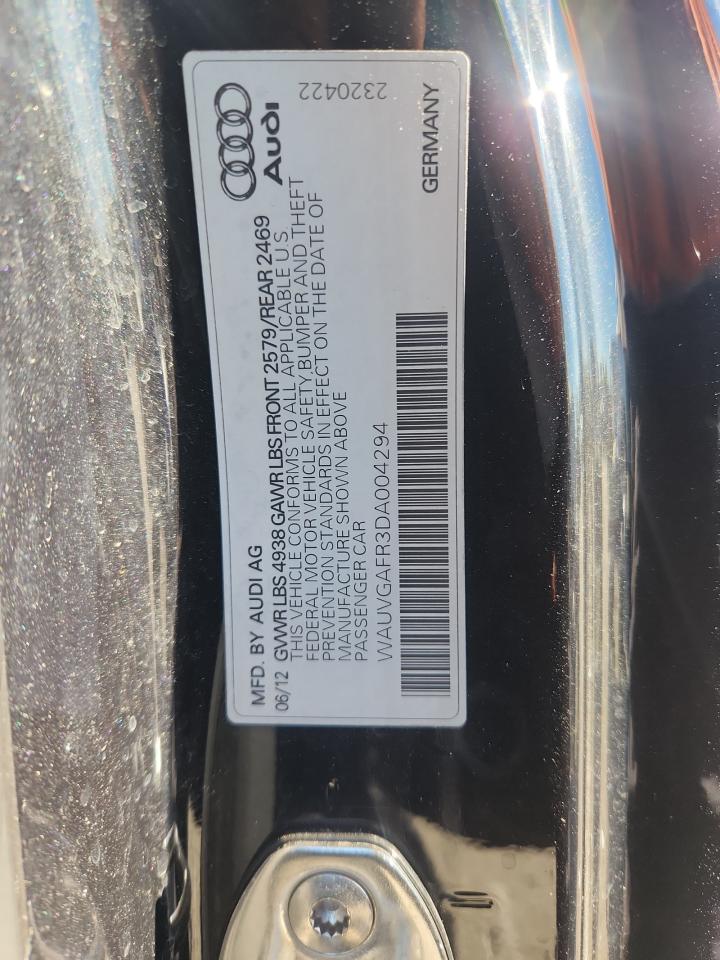 Audi
2320422
GERMANY
MFD. BY AUDI AG
06/12 GVWR LBS 4938 GAWR LBS FRONT 2579/REAR 2469
THIS VEHICLE CONFORMS TO ALL APPLICABLE U.S
FEDERAL MOTOR VEHICLE SAFETY, BUMPER AND THEFT
PREVENTION STANDARDS IN EFFECT ON THE DATE OF
MANUFACTURE SHOWN ABOVE
PASSENGER CAR
WAUVGAFR3DA004294